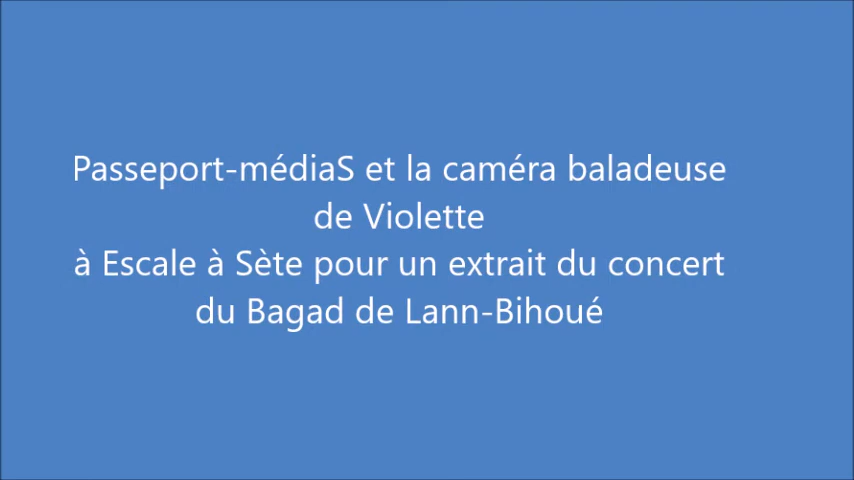 Passeport-médiaS et la caméra baladeuse
de Violette
à Escale à Sète pour un extrait du concert
du Bagad de Lann-Bihoué